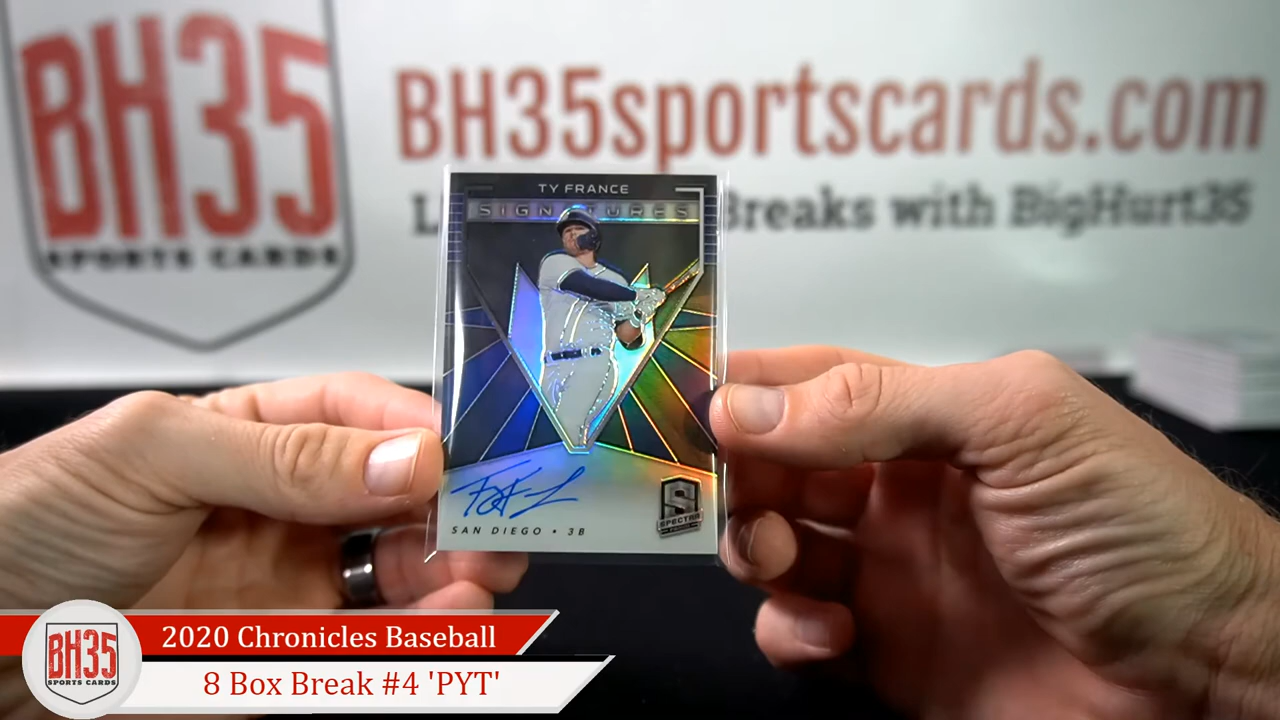 BH35
SPORTS CARDS
BH35sportscards.com
Breaks with BigHurt35
TY FRANCE
SIGNATURES
SAN DIEGO • 3B
S
SPECTRA
BH35
SPORTS CARDS
2020 Chronicles Baseball
8 Box Break #4 'PYT'